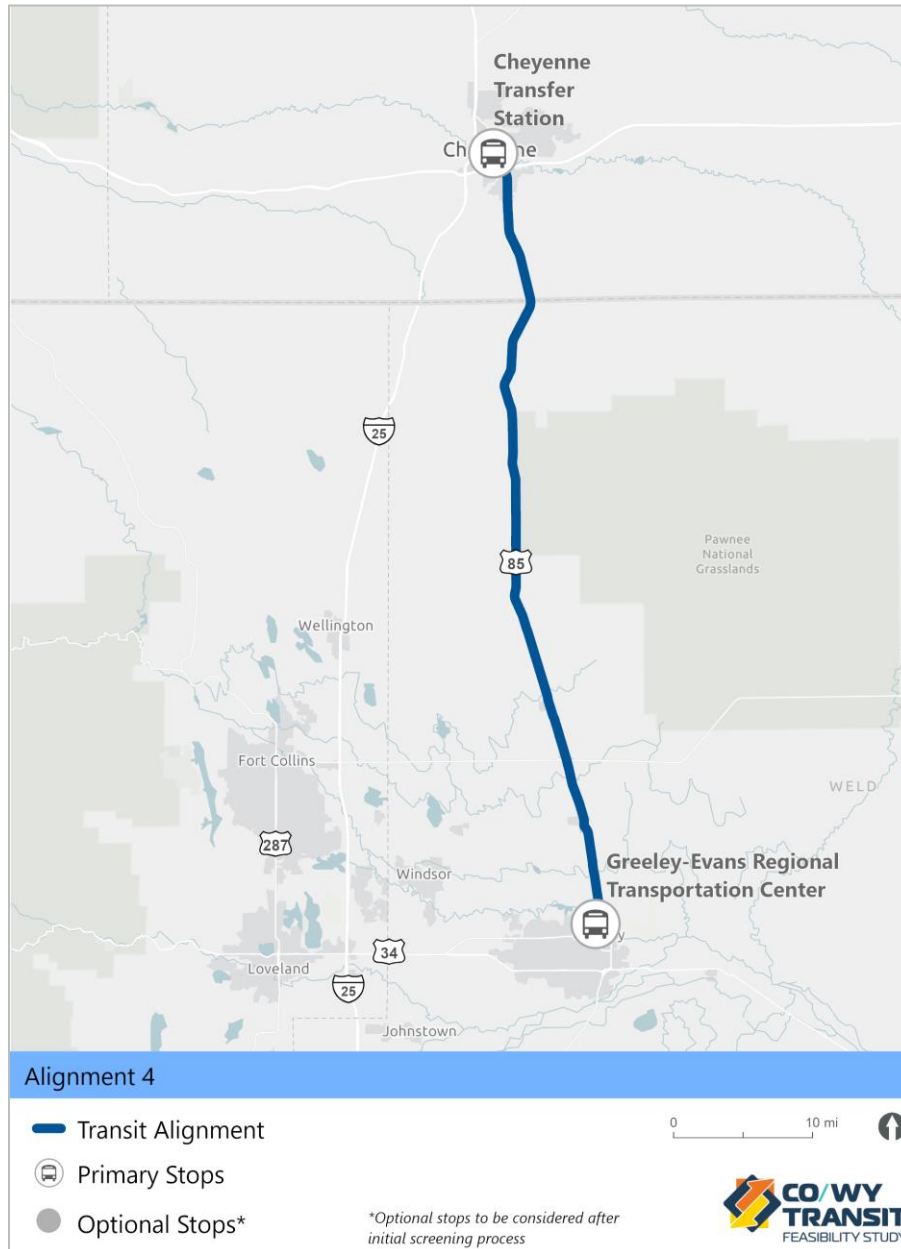 Cheyenne
Transfer
Station
Ch
ne
25
85
Pawnee
National
Grasslands
Wellington
Fort Collins
WELD
287
Greeley-Evans Regional
Transportation Center
Windsor
y
34
Loveland
25
Johnstown
Alignment 4
Transit Alignment
0 10 mi
Primary Stops
Optional Stops*
*Optional stops to be considered after
initial screening process
CO/WY
TRANSIT
FEASIBILITY STUDY